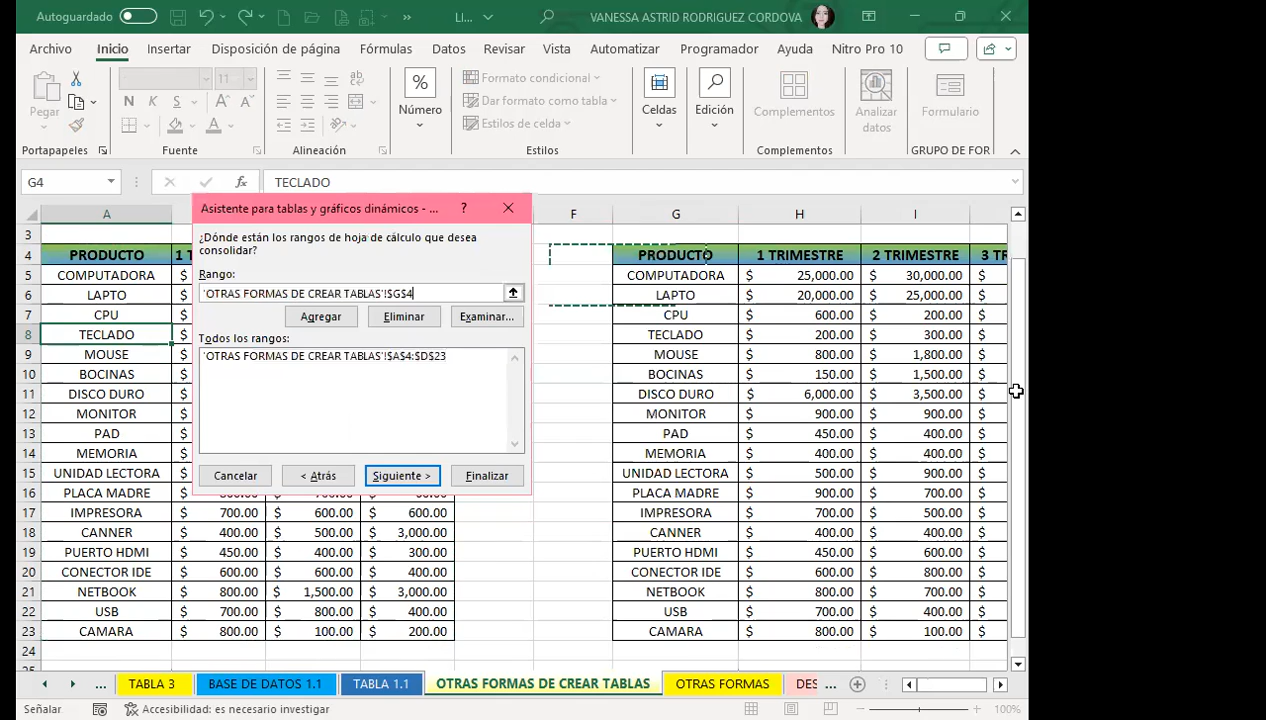 Autoguardado LI... VANESSA ASTRID RODRIGUEZ CORDOVA
Archivo Inicio Insertar Disposición de página Fórmulas Datos Revisar Vista Automatizar Programador Ayuda Nitro Pro 10
Pegar 11 N K S Número Formato condicional Dar formato como tabla Estilos de celda Celdas Edición Complementos Analizar datos Formulario
Portapapeles Fuente Alineación Estilos Complementos GRUPO DE FOR
G4 fx TECLADO
A F G H I
Asistente para tablas y gráficos dinámicos - ... ?
¿Dónde están los rangos de hoja de cálculo que desea
consolidar?
Rango:
'OTRAS FORMAS DE CREAR TABLAS'!$G$4
Agregar Eliminar Examinar...
Todos los rangos:
'OTRAS FORMAS DE CREAR TABLAS'!$A$4:$D$23
Cancelar < Atrás Siguiente > Finalizar
3
4 PRODUCTO 1 T PRODUCTO 1 TRIMESTRE 2 TRIMESTRE 3 TR
5 COMPUTADORA $ COMPUTADORA $ 25,000.00 $ 30,000.00 $
6 LAPTO $ LAPTO $ 20,000.00 $ 25,000.00 $
7 CPU $ CPU $ 600.00 $ 200.00 $
8 TECLADO $ TECLADO $ 200.00 $ 300.00 $
9 MOUSE $ MOUSE $ 800.00 $ 1,800.00 $
10 BOCINAS $ BOCINAS $ 150.00 $ 1,500.00 $
11 DISCO DURO $ DISCO DURO $ 6,000.00 $ 3,500.00 $
12 MONITOR $ MONITOR $ 900.00 $ 900.00 $
13 PAD $ PAD $ 450.00 $ 400.00 $
14 MEMORIA $ MEMORIA $ 400.00 $ 400.00 $
15 UNIDAD LECTORA $ UNIDAD LECTORA $ 500.00 $ 900.00 $
16 PLACA MADRE $ PLACA MADRE $ 900.00 $ 700.00 $
17 IMPRESORA $ 700.00 $ 600.00 $ 600.00 IMPRESORA $ 700.00 $ 500.00 $
18 CANNER $ 400.00 $ 500.00 $ 3,000.00 CANNER $ 400.00 $ 400.00 $
19 PUERTO HDMI $ 450.00 $ 400.00 $ 300.00 PUERTO HDMI $ 450.00 $ 600.00 $
20 CONECTOR IDE $ 600.00 $ 600.00 $ 400.00 CONECTOR IDE $ 600.00 $ 800.00 $
21 NETBOOK $ 800.00 $ 1,500.00 $ 3,000.00 NETBOOK $ 800.00 $ 700.00 $
22 USB $ 700.00 $ 800.00 $ 400.00 USB $ 700.00 $ 400.00 $
23 CAMARA $ 800.00 $ 100.00 $ 200.00 CAMARA $ 800.00 $ 100.00 $
24
... TABLA 3 BASE DE DATOS 1.1 TABLA 1.1 OTRAS FORMAS DE CREAR TABLAS OTRAS FORMAS DES ...
Señalar Accesibilidad: es necesario investigar 100%